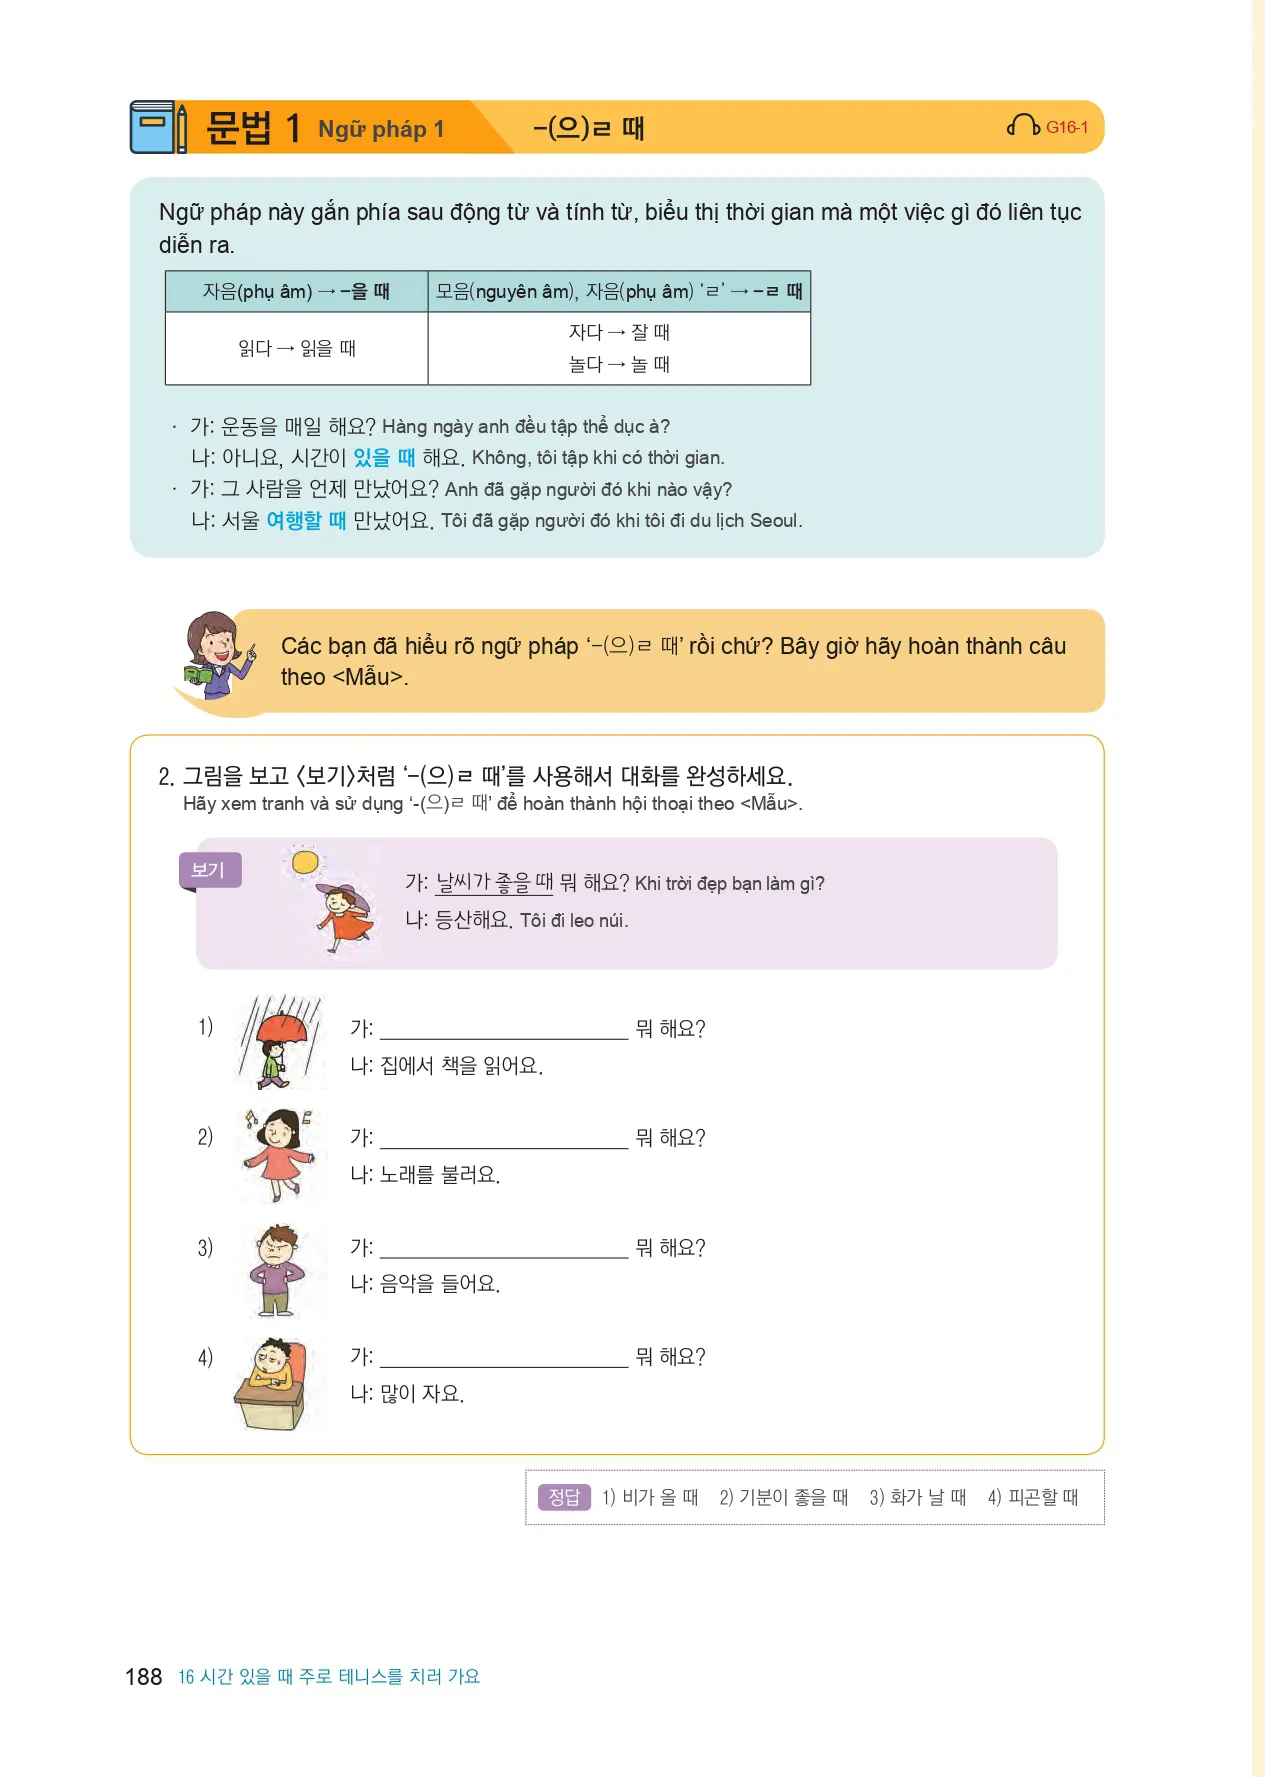 문법 1 Ngữ pháp 1 -(으)ㄹ 때 G16-1
Ngữ pháp này gắn phía sau động từ và tính từ, biểu thị thời gian mà một việc gì đó liên tục
diễn ra.
자음(phụ âm) → -을 때 모음(nguyên âm), 자음(phụ âm) ‘ㄹ’ → -ㄹ 때
읽다 → 읽을 때
자다 → 잘 때
놀다 → 놀 때
· 가: 운동을 매일 해요? Hàng ngày anh đều tập thể dục à?
나: 아니요, 시간이 있을 때 해요. Không, tôi tập khi có thời gian.
· 가: 그 사람을 언제 만났어요? Anh đã gặp người đó khi nào vậy?
나: 서울 여행할 때 만났어요. Tôi đã gặp người đó khi tôi đi du lịch Seoul.
Các bạn đã hiểu rõ ngữ pháp ‘-(으)ㄹ 때’ rồi chứ? Bây giờ hãy hoàn thành câu
theo <Mẫu>.
2. 그림을 보고 <보기>처럼 ‘-(으)ㄹ 때’를 사용해서 대화를 완성하세요.
Hãy xem tranh và sử dụng ‘-(으)ㄹ 때’ để hoàn thành hội thoại theo <Mẫu>.
보기
가: 날씨가 좋을 때 뭐 해요? Khi trời đẹp bạn làm gì?
나: 등산해요. Tôi đi leo núi.
1) 가: ____ 뭐 해요?
나: 집에서 책을 읽어요.
2) 가: ____ 뭐 해요?
나: 노래를 불러요.
3) 가: ____ 뭐 해요?
나: 음악을 들어요.
4) 가: ____ 뭐 해요?
나: 많이 자요.
정답 1) 비가 올 때 2) 기분이 좋을 때 3) 화가 날 때 4) 피곤할 때
188 16 시간 있을 때 주로 테니스를 치러 가요